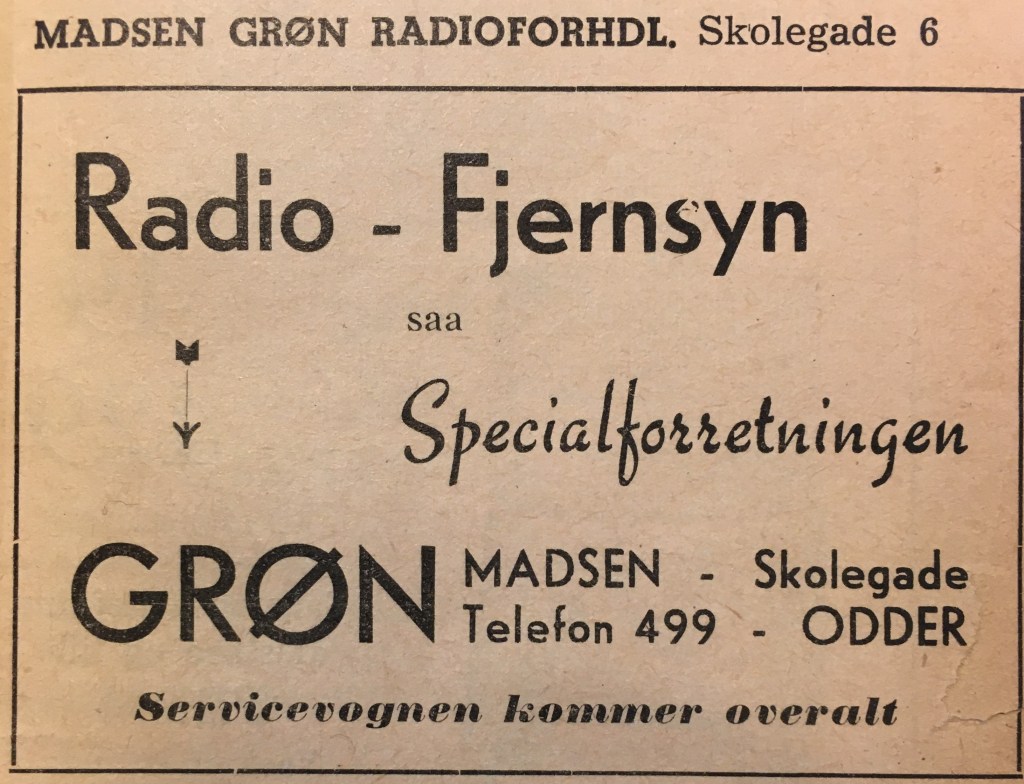 MADSEN GRØN RADIOFORHDL. Skolegade 6
Radio - Fjernsyn
saa
Specialforretningen
GRØN MADSEN - Skolegade
Telefon 499 - ODDER
Servicevognen kommer overalt